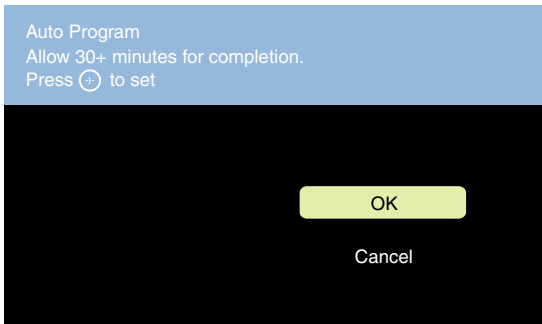 Auto Program
Allow 30+ minutes for completion.
Press to set
OK
Cancel